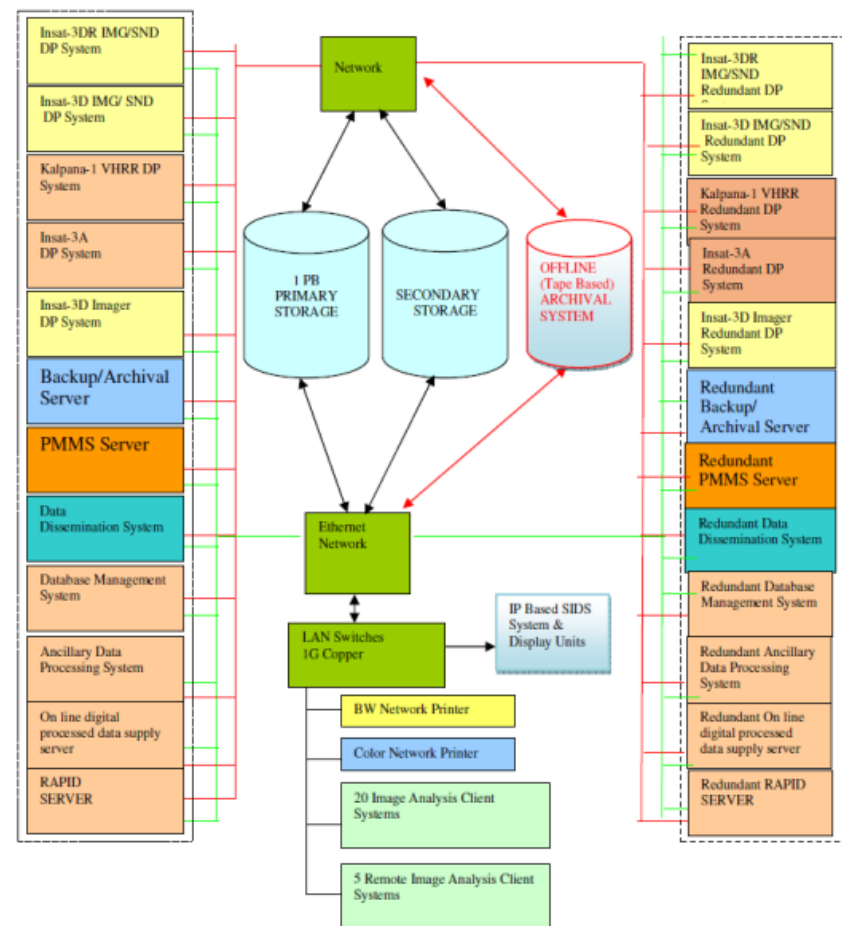 Insat-3DR IMG/SND
DP System
Insat-3D IMG/ SND
DP System
Kalpana-1 VHRR DP
System
Insat-3A
DP System
Insat-3D Imager
DP System
Backup/Archival
Server
PMMS Server
Data
Dissemination System
Database Management
System
Ancillary Data
Processing System
On line digital
processed data supply
server
RAPID
SERVER
Network
1 PB
PRIMARY
STORAGE
SECONDARY
STORAGE
OFFLINE
(Tape Based)
ARCHIVAL
SYSTEM
Ethernet
Network
LAN Switches
1G Copper
IP Based SIDS
System &
Display Units
BW Network Printer
Color Network Printer
20 Image Analysis Client
Systems
5 Remote Image Analysis Client
Systems
Insat-3DR
IMG/SND
Redundant DP
Insat-3D IMG/SND
Redundant DP
System
Kalpana-1 VHRR
Redundant DP
System
Insat-3A
Redundant DP
System
Insat-3D Imager
Redundant DP
System
Redundant
Backup/
Archival Server
Redundant
PMMS Server
Redundant Data
Dissemination System
Redundant Database
Management System
Redundant Ancillary
Data Processing
System
Redundant On line
digital processed
data supply server
Redundant RAPID
SERVER